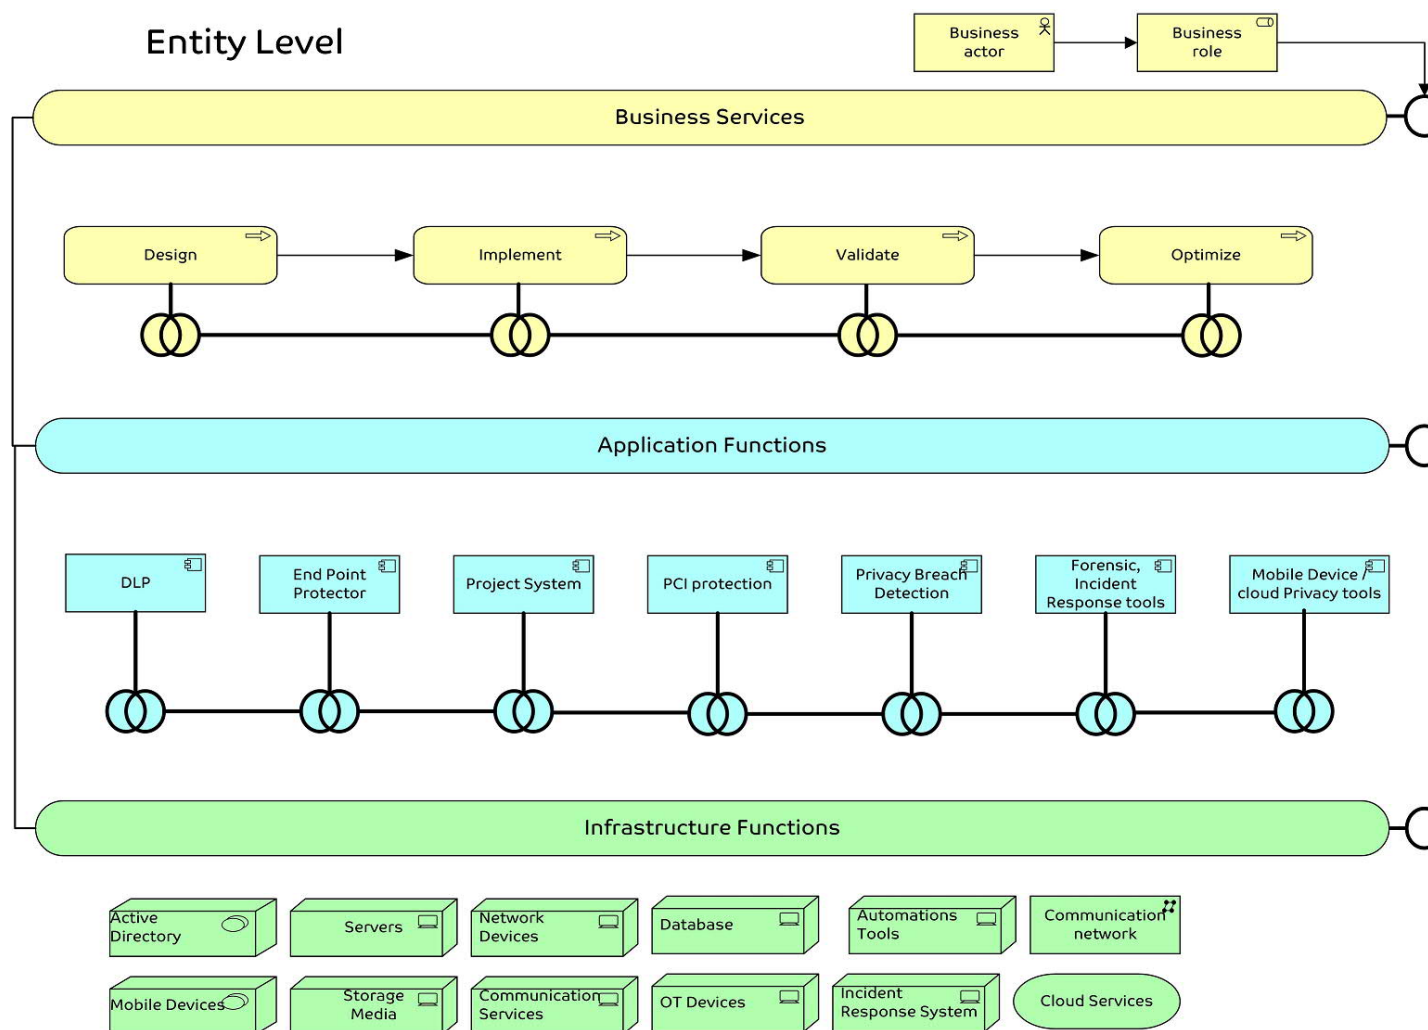 Entity Level
Business
actor
Business
role
Business Services
Design
Implement
Validate
Optimize
Application Functions
DLP
End Point
Protector
Project System
PCI protection
Privacy Breach
Detection
Forensic,
Incident
Response tools
Mobile Device /
cloud Privacy tools
Infrastructure Functions
Active
Directory
Servers
Network
Devices
Database
Automations
Tools
Communication
network
Mobile Devices
Storage
Media
Communication
Services
OT Devices
Incident
Response System
Cloud Services